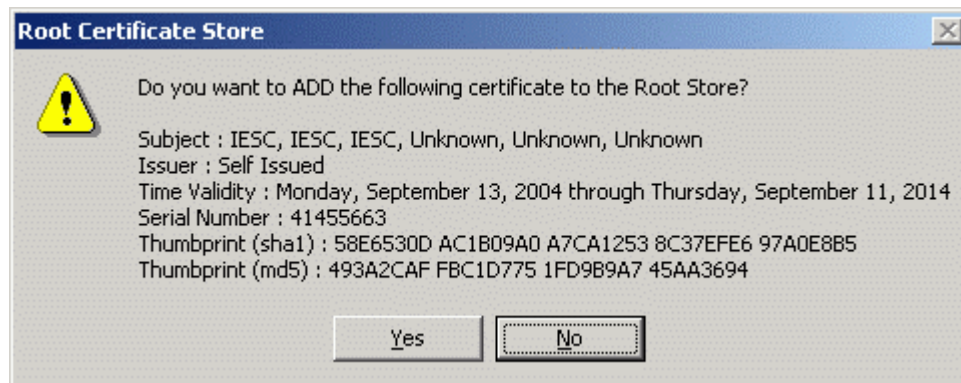 Root Certificate Store
Do you want to ADD the following certificate to the Root Store?
Subject : IESC, IESC, IESC, Unknown, Unknown, Unknown
Issuer : Self Issued
Time Validity : Monday, September 13, 2004 through Thursday, September 11, 2014
Serial Number : 41455663
Thumbprint (sha1) : 58E6530D AC1B09A0 A7CA1253 8C37EFE6 97A0E8B5
Thumbprint (md5) : 493A2CAF FBC1D775 1FD9B9A7 45AA3694
Yes No